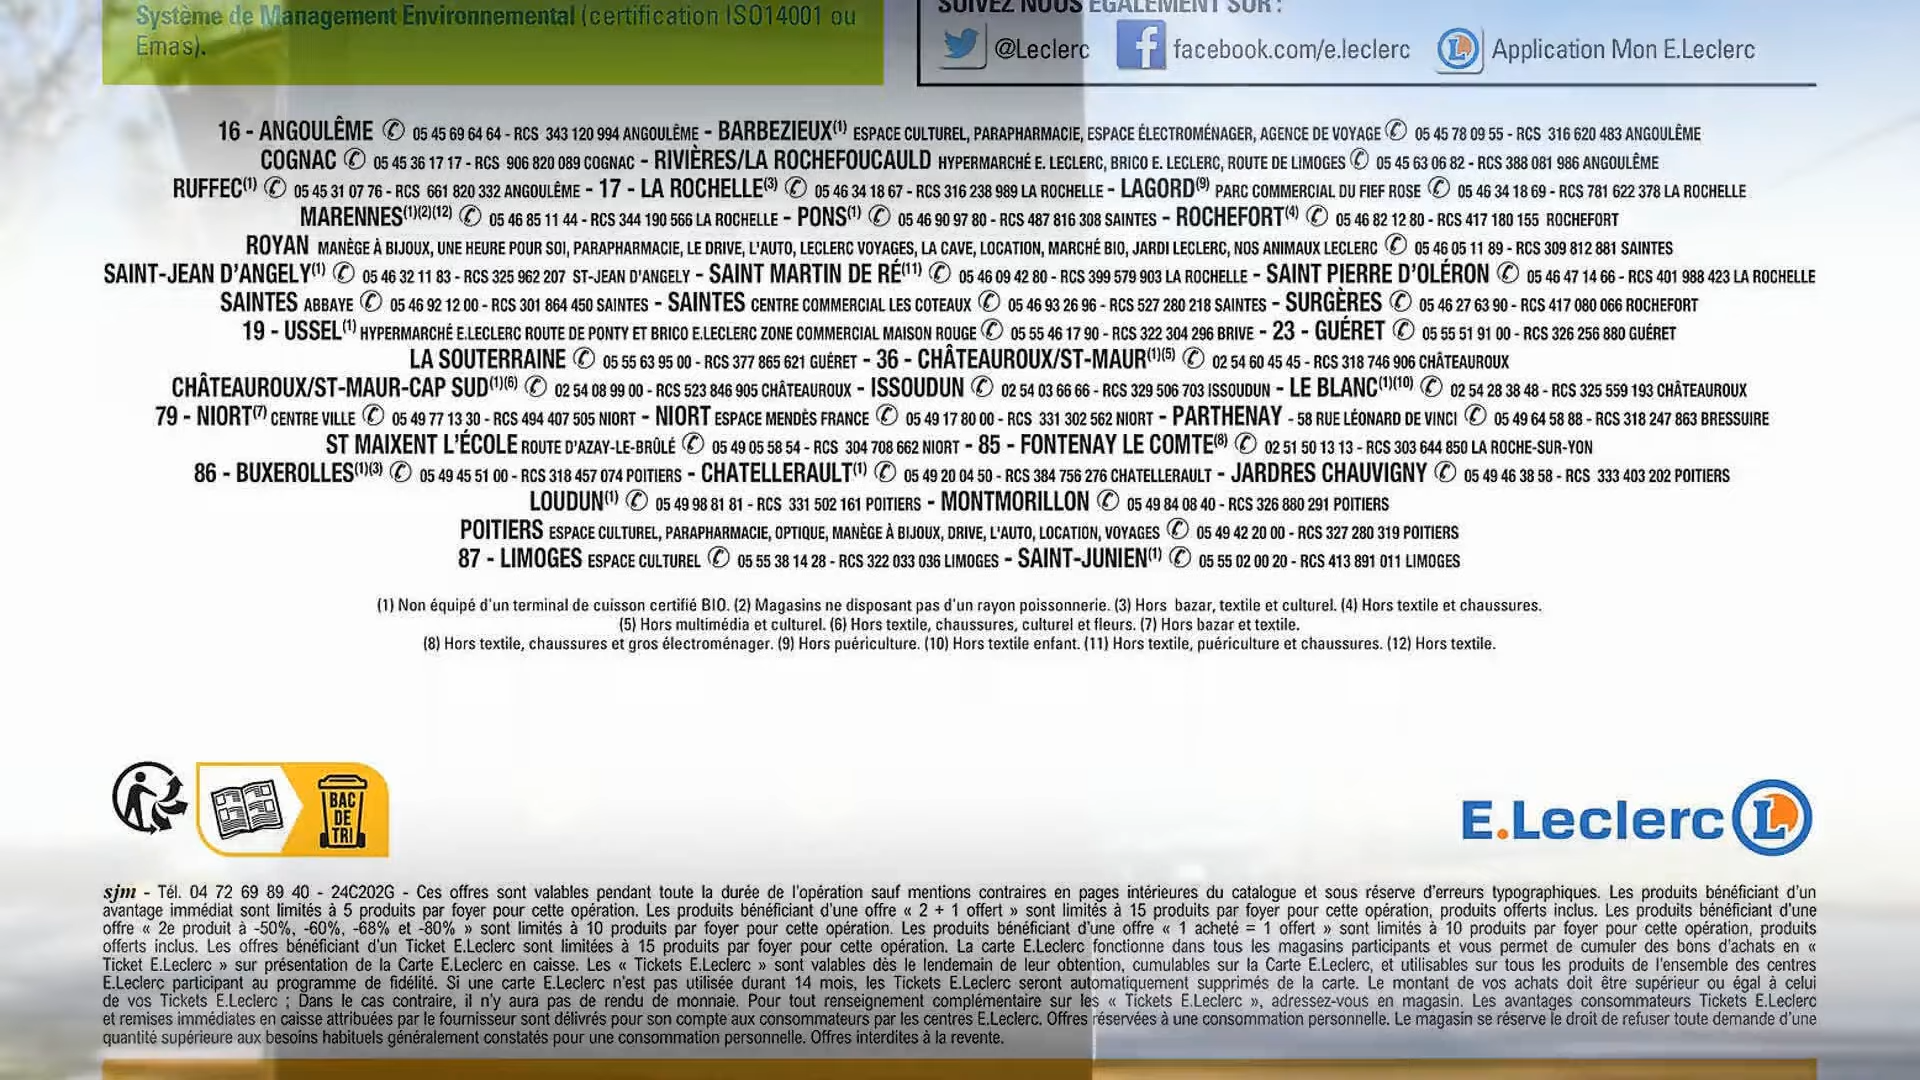 Système de Management Environnemental (certification ISO14001 ou
Emas).
SUIVEZ NOUS ÉGALEMENT SUR :
@Leclerc facebook.com/e.leclerc Application Mon E.Leclerc
16 - ANGOULÊME ✆ 05 45 69 64 64 - RCS 343 120 994 ANGOULÊME - BARBEZIEUX(1) ESPACE CULTUREL, PARAPHARMACIE, ESPACE ÉLECTROMÉNAGER, AGENCE DE VOYAGE ✆ 05 45 78 09 55 - RCS 316 620 483 ANGOULÊME
COGNAC ✆ 05 45 36 17 17 - RCS 906 820 089 COGNAC - RIVIÈRES/LA ROCHEFOUCAULD HYPERMARCHÉ E. LECLERC, BRICO E. LECLERC, ROUTE DE LIMOGES ✆ 05 45 63 06 82 - RCS 388 081 986 ANGOULÊME
RUFFEC(1) ✆ 05 45 31 07 76 - RCS 661 820 332 ANGOULÊME - 17 - LA ROCHELLE(3) ✆ 05 46 34 18 67 - RCS 316 238 989 LA ROCHELLE - LAGORD(9) PARC COMMERCIAL DU FIEF ROSE ✆ 05 46 34 18 69 - RCS 781 622 378 LA ROCHELLE
MARENNES(1)(2)(12) ✆ 05 46 85 11 44 - RCS 344 190 566 LA ROCHELLE - PONS(1) ✆ 05 46 90 97 80 - RCS 487 816 308 SAINTES - ROCHEFORT(4) ✆ 05 46 82 12 80 - RCS 417 180 155 ROCHEFORT
ROYAN MANÈGE À BIJOUX, UNE HEURE POUR SOI, PARAPHARMACIE, LE DRIVE, L'AUTO, LECLERC VOYAGES, LA CAVE, LOCATION, MARCHÉ BIO, JARDI LECLERC, NOS ANIMAUX LECLERC ✆ 05 46 05 11 89 - RCS 309 812 881 SAINTES
SAINT-JEAN D'ANGELY(1) ✆ 05 46 32 11 83 - RCS 325 962 207 ST-JEAN D'ANGELY - SAINT MARTIN DE RÉ(11) ✆ 05 46 09 42 80 - RCS 399 579 903 LA ROCHELLE - SAINT PIERRE D'OLÉRON ✆ 05 46 47 14 66 - RCS 401 988 423 LA ROCHELLE
SAINTES ABBAYE ✆ 05 46 92 12 00 - RCS 301 864 450 SAINTES - SAINTES CENTRE COMMERCIAL LES COTEAUX ✆ 05 46 93 26 96 - RCS 527 280 218 SAINTES - SURGÈRES ✆ 05 46 27 63 90 - RCS 417 080 066 ROCHEFORT
19 - USSEL(1) HYPERMARCHÉ E.LECLERC ROUTE DE PONTY ET BRICO E.LECLERC ZONE COMMERCIAL MAISON ROUGE ✆ 05 55 46 17 90 - RCS 322 304 296 BRIVE - 23 - GUÉRET ✆ 05 55 51 91 00 - RCS 326 256 880 GUÉRET
LA SOUTERRAINE ✆ 05 55 63 95 00 - RCS 377 865 621 GUÉRET - 36 - CHÂTEAUROUX/ST-MAUR(1)(5) ✆ 02 54 60 45 45 - RCS 318 746 906 CHÂTEAUROUX
CHÂTEAUROUX/ST-MAUR-CAP SUD(1)(6) ✆ 02 54 08 99 00 - RCS 523 846 905 CHÂTEAUROUX - ISSOUDUN ✆ 02 54 03 66 66 - RCS 329 506 703 ISSOUDUN - LE BLANC(1)(10) ✆ 02 54 28 38 48 - RCS 325 559 193 CHÂTEAUROUX
79 - NIORT(7) CENTRE VILLE ✆ 05 49 77 13 30 - RCS 494 407 505 NIORT - NIORT ESPACE MENDÈS FRANCE ✆ 05 49 17 80 00 - RCS 331 302 562 NIORT - PARTHENAY - 58 RUE LÉONARD DE VINCI ✆ 05 49 64 58 88 - RCS 318 247 863 BRESSUIRE
ST MAIXENT L'ÉCOLE ROUTE D'AZAY-LE-BRÛLÉ ✆ 05 49 05 58 54 - RCS 304 708 662 NIORT - 85 - FONTENAY LE COMTE(8) ✆ 02 51 50 13 13 - RCS 303 644 850 LA ROCHE-SUR-YON
86 - BUXEROLLES(1)(3) ✆ 05 49 45 51 00 - RCS 318 457 074 POITIERS - CHATELLERAULT(1) ✆ 05 49 20 04 50 - RCS 384 756 276 CHATELLERAULT - JARDRES CHAUVIGNY ✆ 05 49 46 38 58 - RCS 333 403 202 POITIERS
LOUDUN(1) ✆ 05 49 98 81 81 - RCS 331 502 161 POITIERS - MONTMORILLON ✆ 05 49 84 08 40 - RCS 326 880 291 POITIERS
POITIERS ESPACE CULTUREL, PARAPHARMACIE, OPTIQUE, MANÈGE À BIJOUX, DRIVE, L'AUTO, LOCATION, VOYAGES ✆ 05 49 42 20 00 - RCS 327 280 319 POITIERS
87 - LIMOGES ESPACE CULTUREL ✆ 05 55 38 14 28 - RCS 322 033 036 LIMOGES - SAINT-JUNIEN(1) ✆ 05 55 02 00 20 - RCS 413 891 011 LIMOGES
(1) Non équipé d'un terminal de cuisson certifié BIO. (2) Magasins ne disposant pas d'un rayon poissonnerie. (3) Hors bazar, textile et culturel. (4) Hors textile et chaussures.
(5) Hors multimédia et culturel. (6) Hors textile, chaussures, culturel et fleurs. (7) Hors bazar et textile.
(8) Hors textile, chaussures et gros électroménager. (9) Hors puériculture. (10) Hors textile enfant. (11) Hors textile, puériculture et chaussures. (12) Hors textile.
BAC
DE
TRI
E.Leclerc L
sjm - Tél. 04 72 69 89 40 - 24C202G - Ces offres sont valables pendant toute la durée de l'opération sauf mentions contraires en pages intérieures du catalogue et sous réserve d'erreurs typographiques. Les produits bénéficiant d'un
avantage immédiat sont limités à 5 produits par foyer pour cette opération. Les produits bénéficiant d'une offre « 2 + 1 offert » sont limités à 15 produits par foyer pour cette opération, produits offerts inclus. Les produits bénéficiant d'une
offre « 2e produit à -50%, -60%, -68% et -80% » sont limités à 10 produits par foyer pour cette opération. Les produits bénéficiant d'une offre « 1 acheté = 1 offert » sont limités à 10 produits par foyer pour cette opération, produits
offerts inclus. Les offres bénéficiant d'un Ticket E.Leclerc sont limitées à 15 produits par foyer pour cette opération. La carte E.Leclerc fonctionne dans tous les magasins participants et vous permet de cumuler des bons d'achats en «
Ticket E.Leclerc » sur présentation de la Carte E.Leclerc en caisse. Les « Tickets E.Leclerc » sont valables dès le lendemain de leur obtention, cumulables sur la Carte E.Leclerc, et utilisables sur tous les produits de l'ensemble des centres
E.Leclerc participant au programme de fidélité. Si une carte E.Leclerc n'est pas utilisée durant 14 mois, les Tickets E.Leclerc seront automatiquement supprimés de la carte. Le montant de vos achats doit être supérieur ou égal à celui
de vos Tickets E.Leclerc ; Dans le cas contraire, il n'y aura pas de rendu de monnaie. Pour tout renseignement complémentaire sur les « Tickets E.Leclerc », adressez-vous en magasin. Les avantages consommateurs Tickets E.Leclerc
et remises immédiates en caisse attribuées par le fournisseur sont délivrés pour son compte aux consommateurs par les centres E.Leclerc. Offres réservées à une consommation personnelle. Le magasin se réserve le droit de refuser toute demande d'une
quantité supérieure aux besoins habituels généralement constatés pour une consommation personnelle. Offres interdites à la revente.